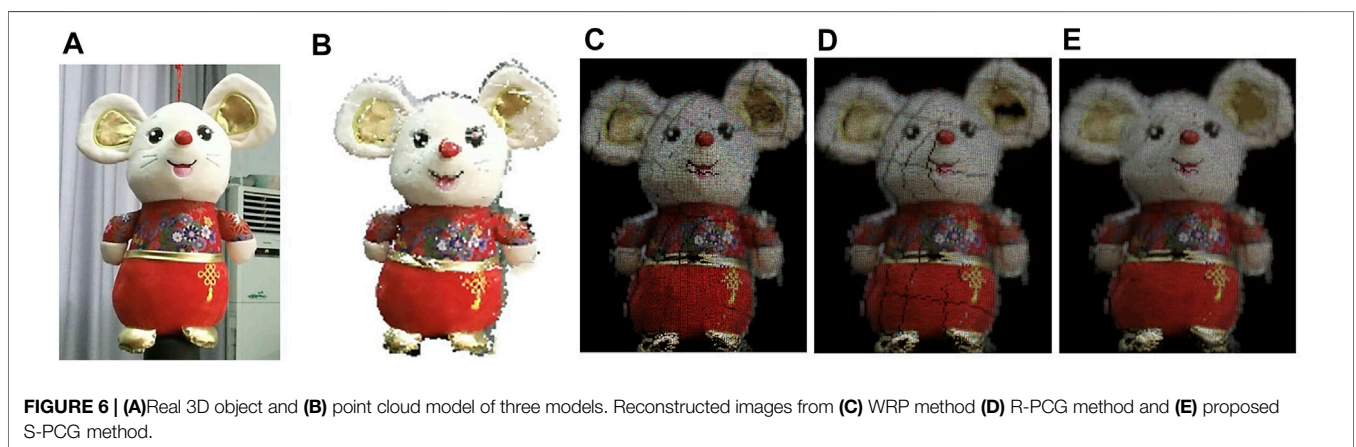 A
B
C
D
E
FIGURE 6 | (A)Real 3D object and (B) point cloud model of three models. Reconstructed images from (C) WRP method (D) R-PCG method and (E) proposed
S-PCG method.